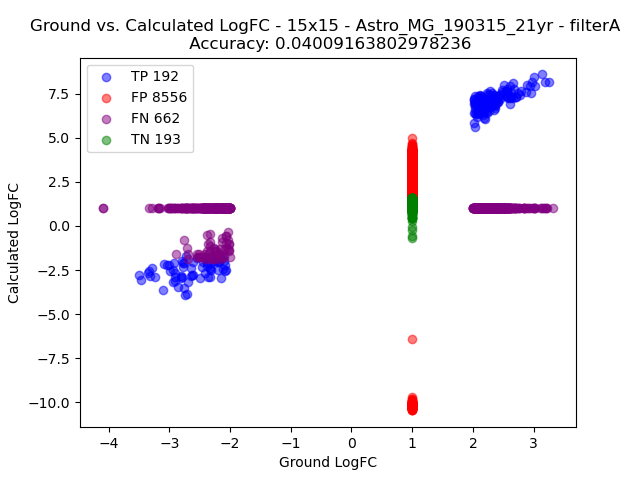 Ground vs. Calculated LogFC - 15x15 - Astro_MG_190315_21yr - filterA
Accuracy: 0.04009163802978236
TP 192
FP 8556
FN 662
TN 193
Calculated LogFC
7.5
5.0
2.5
0.0
−2.5
−5.0
−7.5
−10.0
−4
−3
−2
−1
0
1
2
3
Ground LogFC